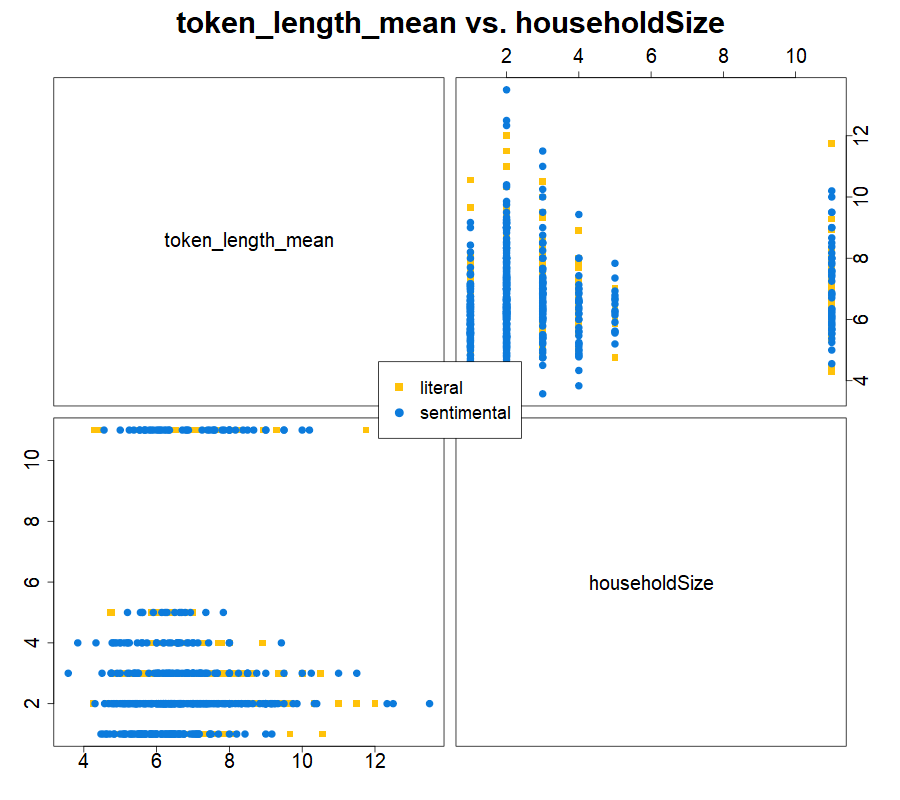 token_length_mean vs. householdSize
2 4 6 8 10
token_length_mean
4 6 8 10 12
literal
sentimental
2 4 6 8 10
householdSize
4 6 8 10 12